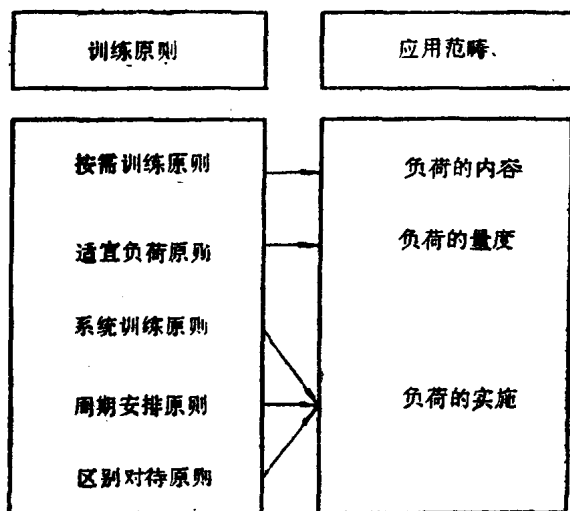 训练原则
应用范畴、
按需训练原则
负荷的内容
适宜负荷原则
负荷的量度
系统训练原则
周期安排原则
负荷的实施
区别对待原则